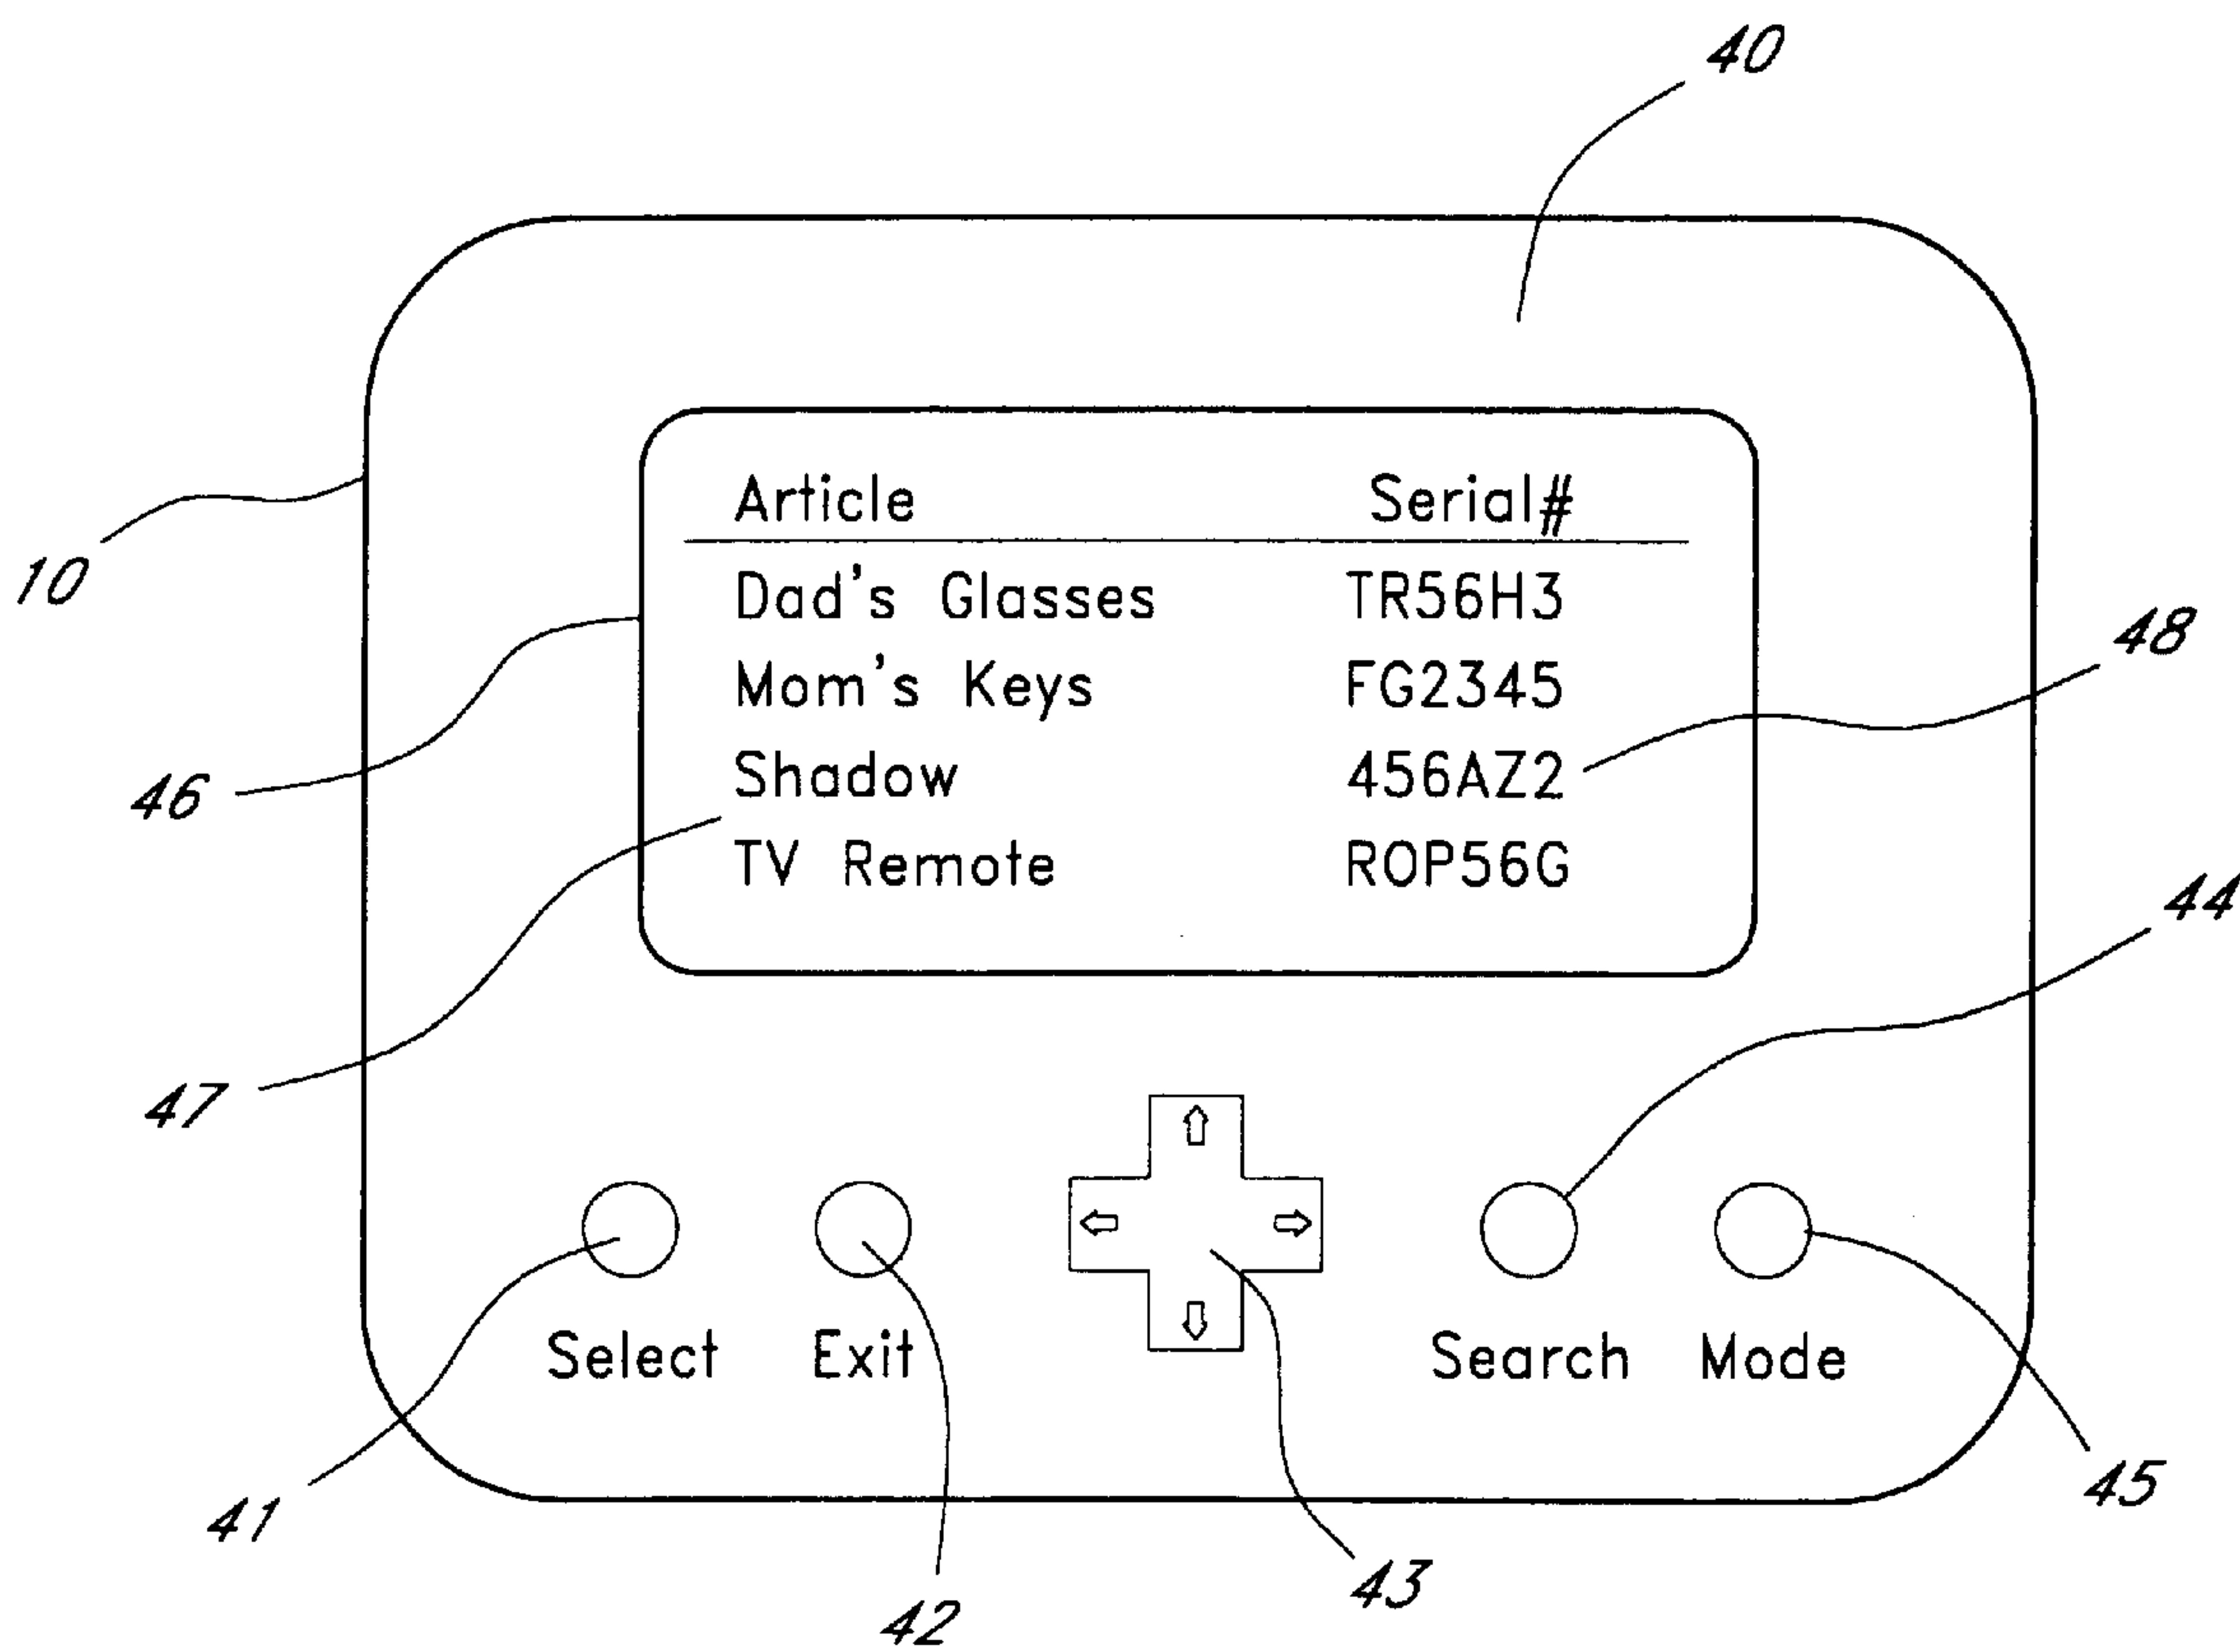 40
Article Serial#
10
Dad's Glasses TR56H3
48
Mom's Keys FG2345
46
Shadow 456AZ2
TV Remote ROP56G
44
47
Select Exit Search Mode
41
45
43
42